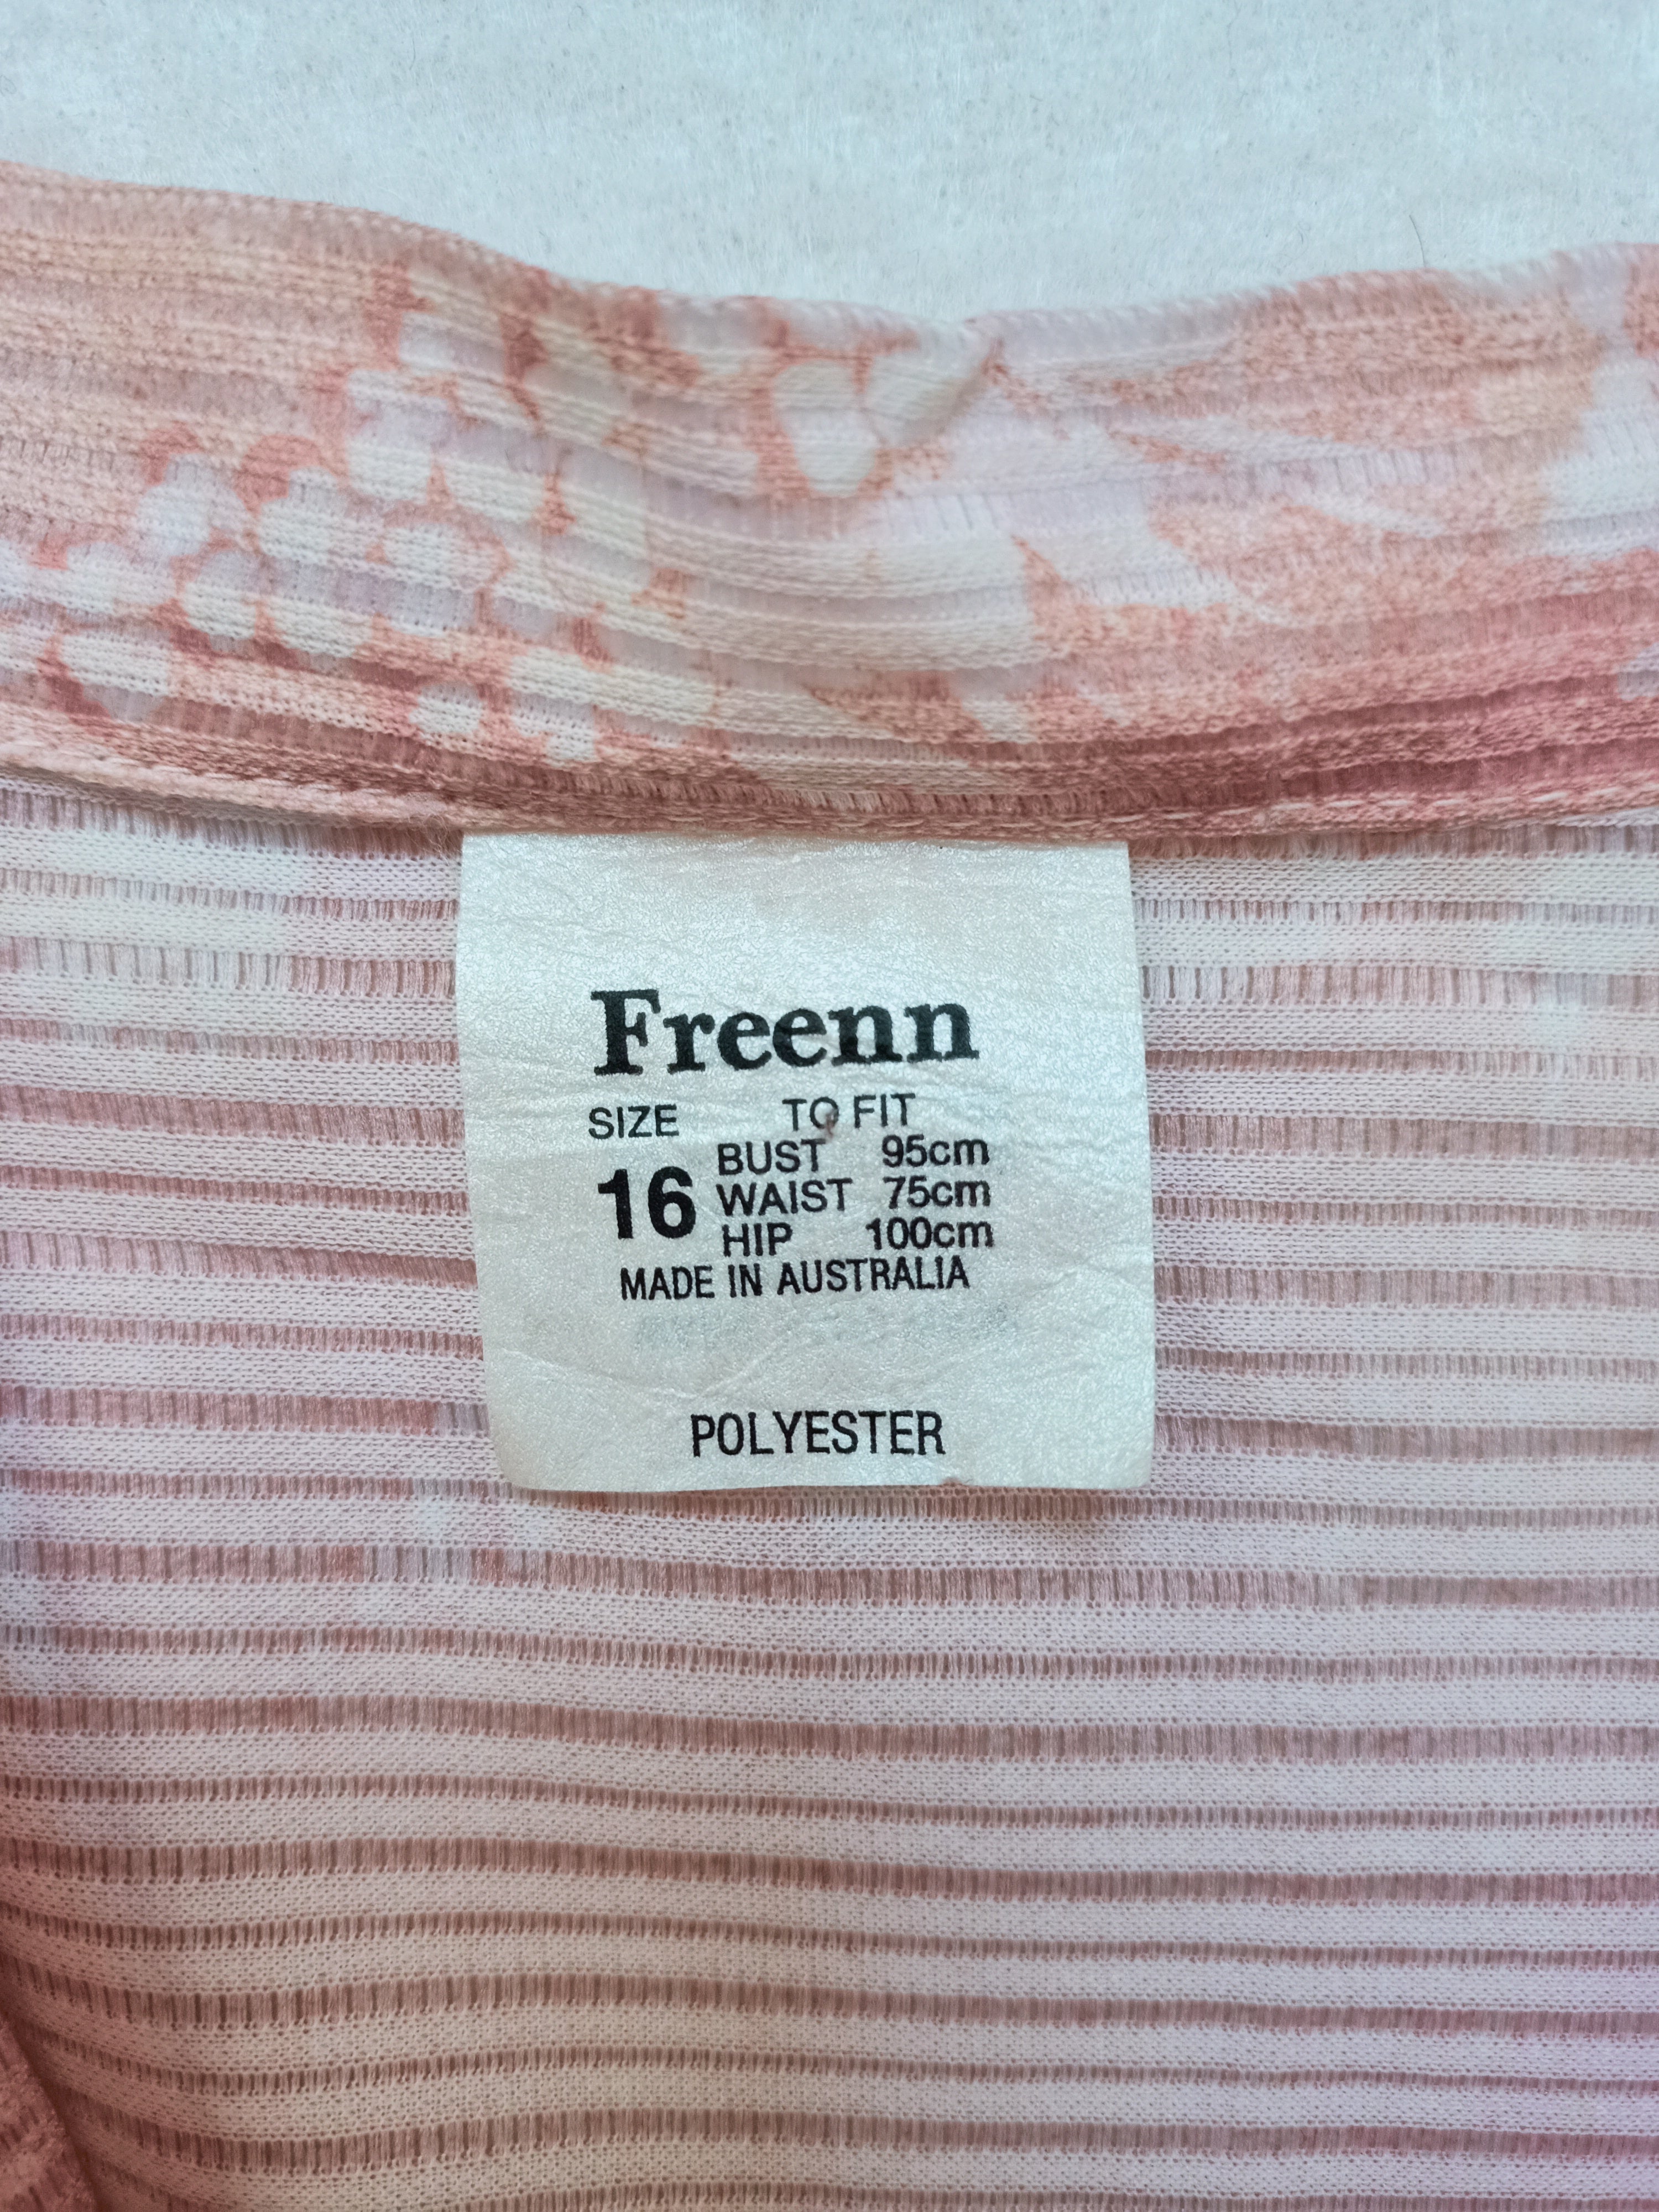 Freenn
SIZE TO FIT
16 BUST 95cm
WAIST 75cm
HIP 100cm
MADE IN AUSTRALIA
POLYESTER